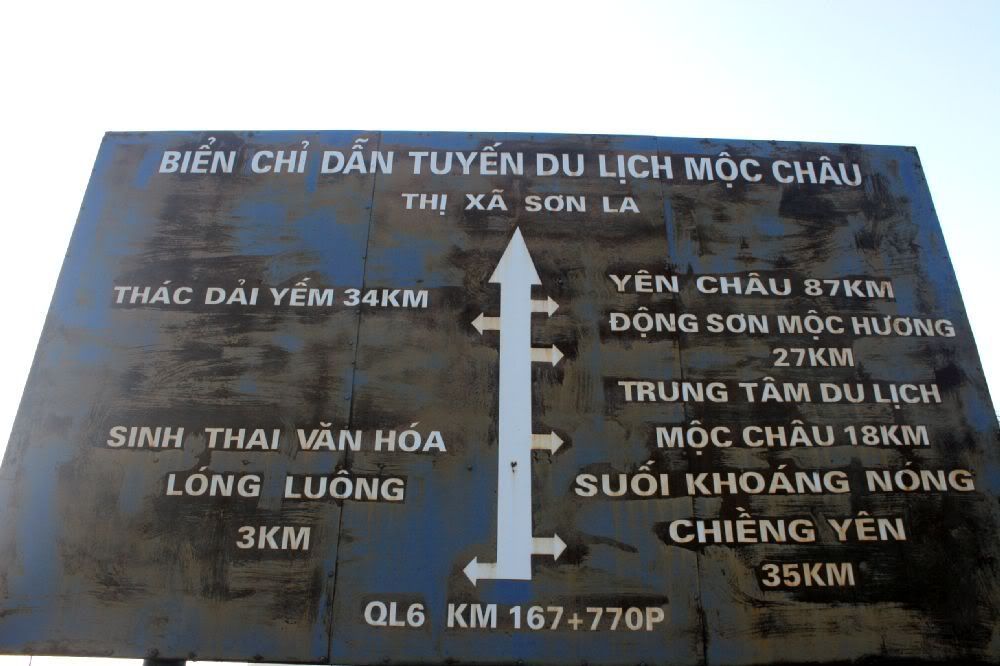 BIỂN CHỈ DẪN TUYẾN DU LỊCH MỘC CHÂU
THỊ XÃ SƠN LA
THÁC DẢI YẾM 34KM
SINH THAI VĂN HÓA
LÓNG LUÔNG
3KM
YÊN CHÂU 87KM
ĐỘNG SƠN MỘC HƯƠNG
27KM
TRUNG TÂM DU LỊCH
MỘC CHÂU 18KM
SUỐI KHOÁNG NÓNG
CHIỀNG YÊN
35KM
QL6 KM 167+770P